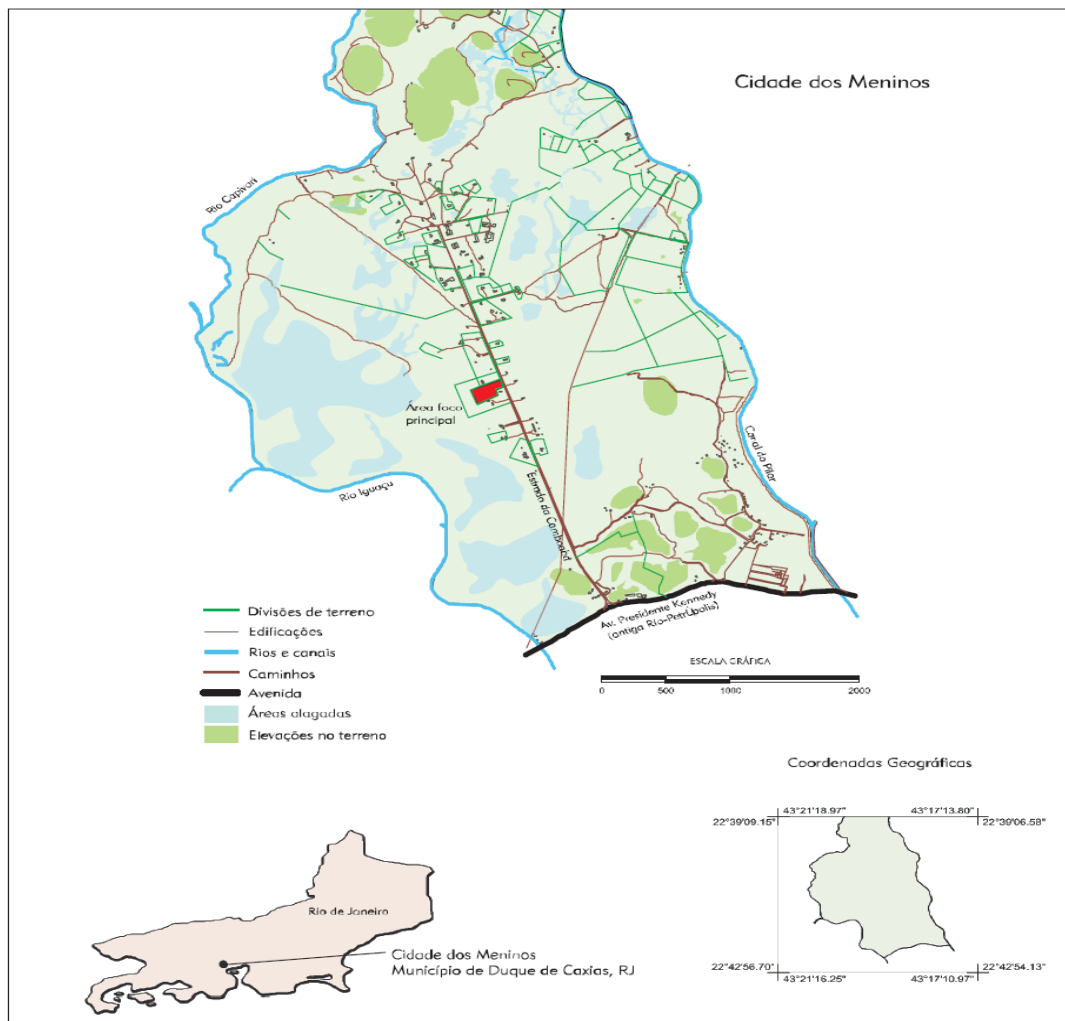 Cidade dos Meninos
Rio Capivari
Área foco
principal
Rio Iguaçu
Estrada da Camboaba
Canal do Pilar
Av. Presidente Kennedy
(antiga Rio-PetrÚpolis)
Divisões de terreno
Edificações
Rios e canais
Caminhos
Avenida
Áreas alagadas
Elevações no terreno
ESCALA GRÁFICA
0 500 1000 2000
Coordenadas Geográficas
43°21'18.97" 43°17'13.80"
22°39'09.15" 22°39'06.58"
22°42'56.70" 22°42'54.13"
43°21'16.25" 43°17'10.97"
Rio de Janeiro
Cidade dos Meninos
Município de Duque de Caxias, RJ